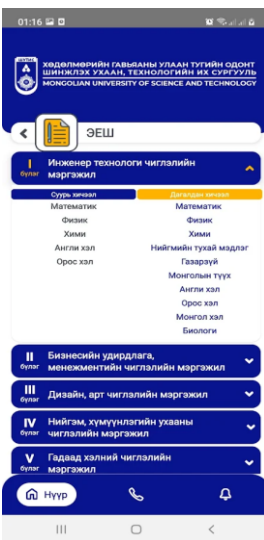 01:16
ХӨДӨЛМӨРИЙН ГАВЬЯАНЫ УЛААН ТУГИЙН ОДОНТ
ШИНЖЛЭХ УХААН, ТЕХНОЛОГИЙН ИХ СУРГУУЛЬ
MONGOLIAN UNIVERSITY OF SCIENCE AND TECHNOLOGY
ЭЕШ
I бүлэг
Инженер технологи чиглэлийн
мэргэжил
Суурь хичээл
Дагалдах хичээл
Математик
Математик
Физик
Физик
Хими
Хими
Англи хэл
Нийгмийн тухай мэдлэг
Орос хэл
Газарзүй
Монголын түүх
Англи хэл
Орос хэл
Монгол хэл
Биологи
II бүлэг
Бизнесийн удирдлага,
менежментийн чиглэлийн мэргэжил
III бүлэг
Дизайн, арт чиглэлийн мэргэжил
IV бүлэг
Нийгэм, хүмүүнлэгийн ухааны
чиглэлийн мэргэжил
V бүлэг
Гадаад хэлний чиглэлийн
мэргэжил
Нүүр